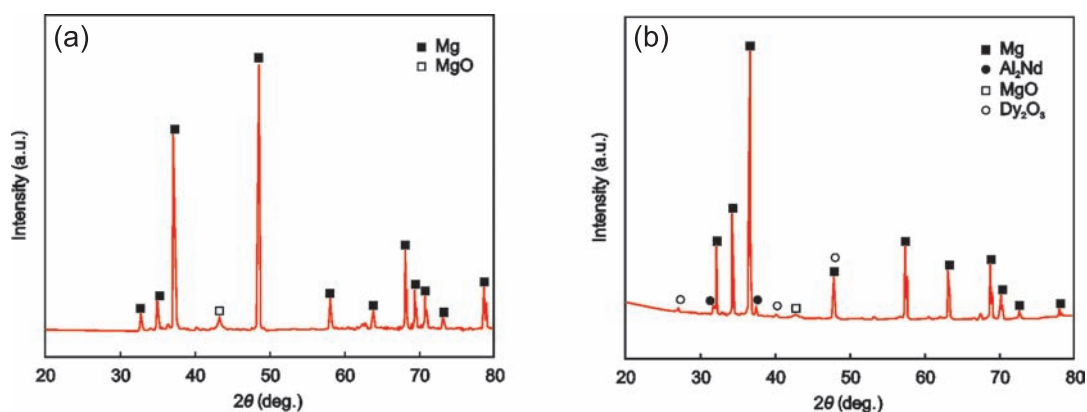 (a)
Mg
MgO
Intensity (a.u.)
20 30 40 50 60 70 80
2θ (deg.)
(b)
Mg
Al₂Nd
MgO
Dy₂O₃
Intensity (a.u.)
20 30 40 50 60 70 80
2θ (deg.)